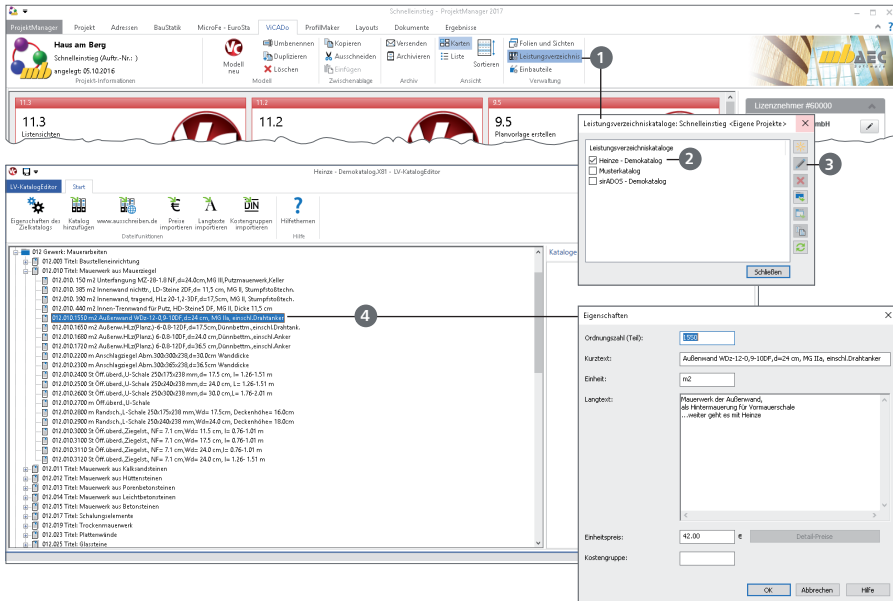 Schnelleinstieg - ProjektManager 2017
ProjektManager Projekt Adressen BauStatik MicroFe - EuroSta ViCADo ProfilMaker Layouts Dokumente Ergebnisse
Haus am Berg
Schnelleinstieg (Auftr.-Nr.: )
angelegt: 05.10.2016
Projekt-Informationen
Modell neu
Umbenennen
Duplizieren
Löschen
Modell
Kopieren
Ausschneiden
Einfügen
Zwischenablage
Versenden
Archivieren
Archiv
Karten
Liste
Sortieren
Ansicht
Folien und Sichten
Leistungsverzeichnis
Einbauteile
Verwaltung
mb AEC
1
11.3
11.3
Listensichten
11.2
11.2
9.5
9.5
Planvorlage erstellen
Lizenznehmer #60000
mbH
Leistungsverzeichniskataloge: Schnelleinstieg <Eigene Projekte>
Leistungsverzeichniskataloge
Heinze - Demokatalog
Musterkatalog
sirADOS - Demokatalog
2
3
Schließen
Heinze - Demokatalog.X81 - LV-KatalogEditor
LV-KatalogEditor Start
Eigenschaften des Zielkatalogs
Katalog hinzufügen
www.ausschreiben.de
Preise importieren
Langtexte importieren
DIN
Kostengruppen importieren
Dateifunktionen
?
Hilfethemen
Hilfe
Kataloge
012 Gewerk: Mauerarbeiten
012.003 Titel: Baustelleneinrichtung
012.010 Titel: Mauerwerk aus Mauerziegel
012.010. 150 m2 Unterfangung MZ-28-1.8 NF,d=24.0cm,MG III,Putzmauerwerk,Keller
012.010. 385 m2 Innenwand nichttr., LD-Steine 2DF,d= 11.5 cm, MG II, Stumpfstoßtechn.
012.010. 390 m2 Innenwand, tragend, HLz 20-1,2-3DF,d=17,5cm, MG II, Stumpfstoßtech.
012.010. 440 m2 Innen-Trennwand für Putz, HD-Steine5 DF, MG II, Dicke 11,5 cm
012.010.1550 m2 Außenwand WDz-12-0,9-10DF,d=24 cm, MG IIa, einschl.Drahtanker
012.010.1650 m2 Außenw.HLz(Planz.)-6-0.8-12DF,d=17.5cm,Dünnbettm.,einschl.Drahtank.
012.010.1680 m2 Außenw.HLz(Planz.) 6-0.8-10DF,d=24.0 cm,Dünnbettm.,einschl.Anker
012.010.1720 m2 Außenw.HLz(Planz.) 6-0.8-12DF,d=36.5 cm,Dünnbettm.,einschl.Anker
012.010.2200 m Anschlagziegel Abm.300x300x238,d=30.0cm Wanddicke
012.010.2300 m Anschlagziegel Abm.300x365x238,d=36.5cm Wanddicke
012.010.2400 St Öff.überd.,U-Schale 250x175x238 mm,d= 17.5 cm, l= 1.26-1.51 m
012.010.2500 St Öff.überd.,U-Schale 250x240x238 mm,d= 24.0 cm, L= 1.26-1.51 m
012.010.2600 St Öff.überd.,U-Schale 250x300x238 mm,d= 30.0 cm, L= 1.76-2.01 m
012.010.2700 m Öff.überd.,U-Schale
012.010.2800 m Randsch.,L-Schale 250x175x238 mm,Wd= 17.5cm, Deckenhöhe= 16.0cm
012.010.2900 m Randsch.,L-Schale 250x240x238 mm,Wd=24.0 cm, Deckenhöhe= 18.0cm
012.010.3000 St Öff.überd.,Ziegelst., NF= 7.1 cm,Wd= 11.5 cm, l= 0.76-1.01 m
012.010.3100 St Öff.überd.,Ziegelst., NF= 7.1 cm,Wd= 17.5 cm, l= 0.76-1.01 m
012.010.3110 St Öff.überd.,Ziegelst., NF= 7.1 cm,Wd= 24.0 cm,l= 0.76-1.01 m
012.010.3120 St Öff.überd.,Ziegelst., NF= 7.1 cm,Wd= 24.0 cm, l= 1.26- 1.51 m
012.011 Titel: Mauerwerk aus Kalksandsteinen
012.012 Titel: Mauerwerk aus Hüttensteinen
012.013 Titel: Mauerwerk aus Porenbetonsteinen
012.014 Titel: Mauerwerk aus Leichtbetonsteinen
012.015 Titel: Mauerwerk aus Betonsteinen
012.017 Titel: Schalungselemente
012.019 Titel: Trockenmauerwerk
012.023 Titel: Plattenwände
012.025 Titel: Glassteine
4
Eigenschaften
Ordnungszahl (Teil): 1550
Kurztext: Außenwand WDz-12-0,9-10DF,d=24 cm, MG IIa, einschl.Drahtanker
Einheit: m2
Langtext: Mauerwerk der Außenwand,
als Hintermauerung für Vormauerschale
...weiter geht es mit Heinze
Einheitspreis: 42.00 € Detail-Preise
Kostengruppe:
OK Abbrechen Hilfe